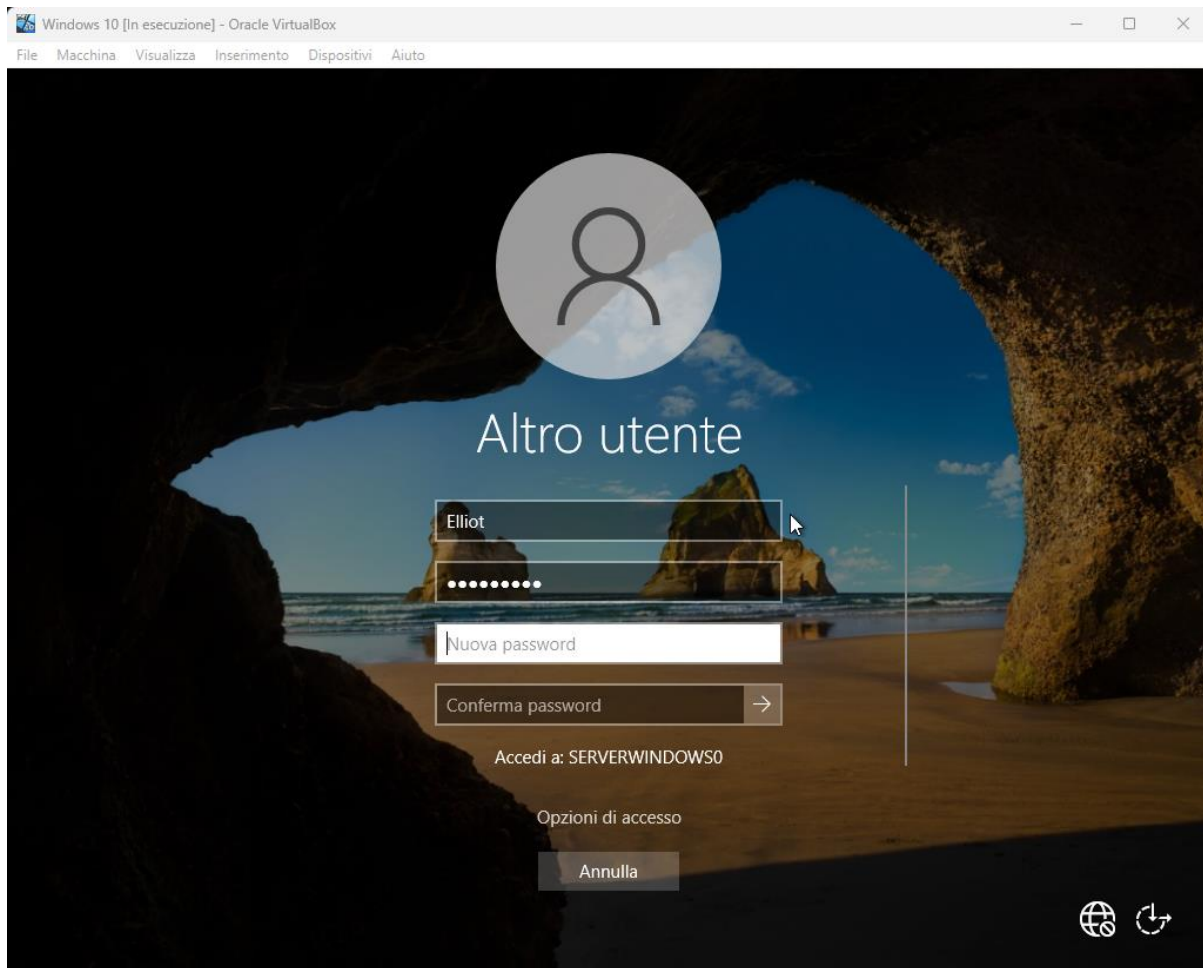 Windows 10 [In esecuzione] - Oracle VirtualBox
File Macchina Visualizza Inserimento Dispositivi Aiuto
Altro utente
Elliot
•••••••••
Nuova password
Conferma password
Accedi a: SERVERWINDOWS0
Opzioni di accesso
Annulla